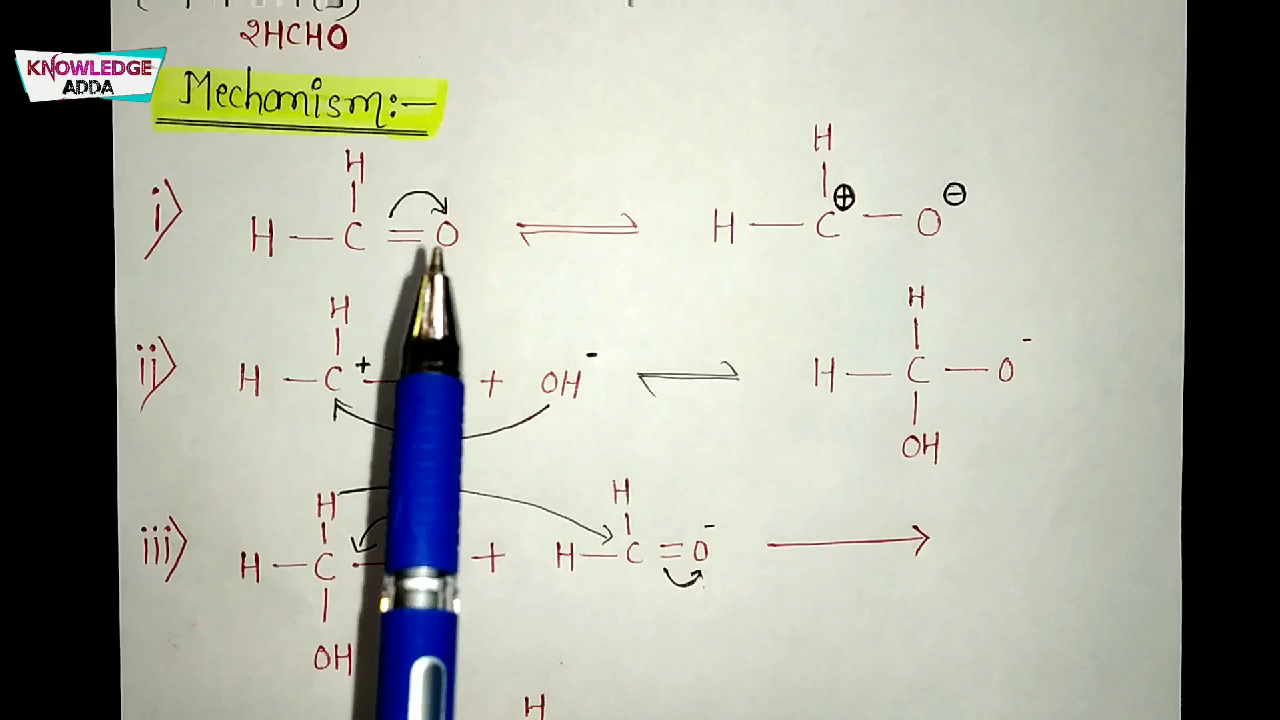 2HCHO
KNOWLEDGE
ADDA
Mechanism:—
H
i) H — C = O ⇌ H — C ⊕ — O ⊖
H
H
ii) H — C + — + OH - ⇌ H — C — O -
H
OH
H
iii) H — C — + H — C = O - →
H
OH
H